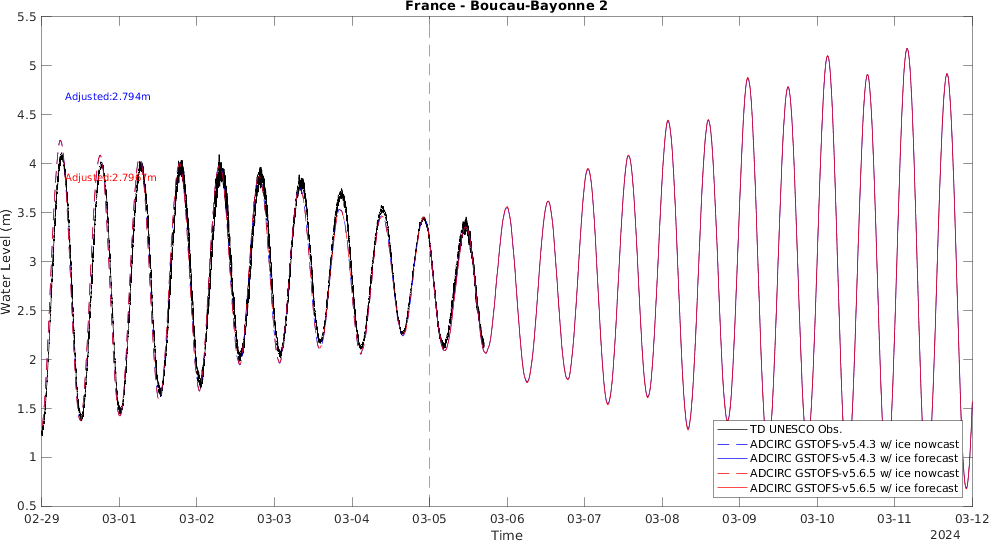 France - Boucau-Bayonne 2
5.5
5
4.5
4
3.5
3
2.5
2
1.5
1
0.5
Water Level (m)
Adjusted:2.794m
Adjusted:2.7967m
TD UNESCO Obs.
ADCIRC GSTOFS-v5.4.3 w/ ice nowcast
ADCIRC GSTOFS-v5.4.3 w/ ice forecast
ADCIRC GSTOFS-v5.6.5 w/ ice nowcast
ADCIRC GSTOFS-v5.6.5 w/ ice forecast
02-29 03-01 03-02 03-03 03-04 03-05 03-06 03-07 03-08 03-09 03-10 03-11 03-12
Time
2024